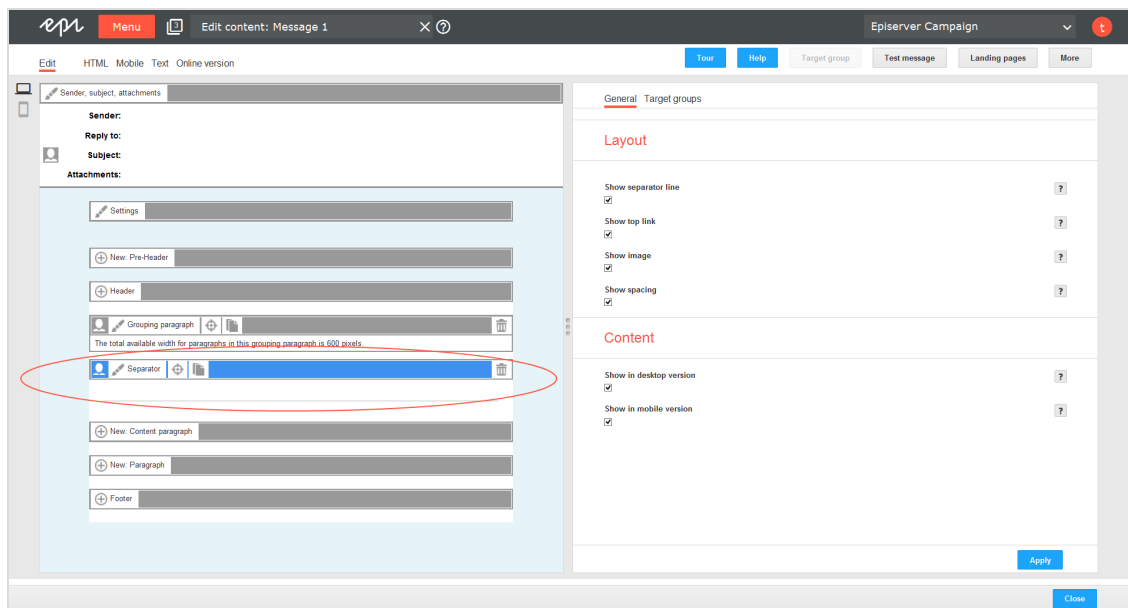 epi Menu 3 Edit content: Message 1 Episerver Campaign t
Edit HTML Mobile Text Online version Tour Help Target group Test message Landing pages More
Sender, subject, attachments
Sender:
Reply to:
Subject:
Attachments:
Settings
New: Pre-Header
Header
Grouping paragraph
The total available width for paragraphs in this grouping paragraph is 600 pixels.
Separator
New: Content paragraph
New: Paragraph
Footer
General Target groups
Layout
Show separator line ?
Show top link ?
Show image ?
Show spacing ?
Content
Show in desktop version ?
Show in mobile version ?
Apply
Close